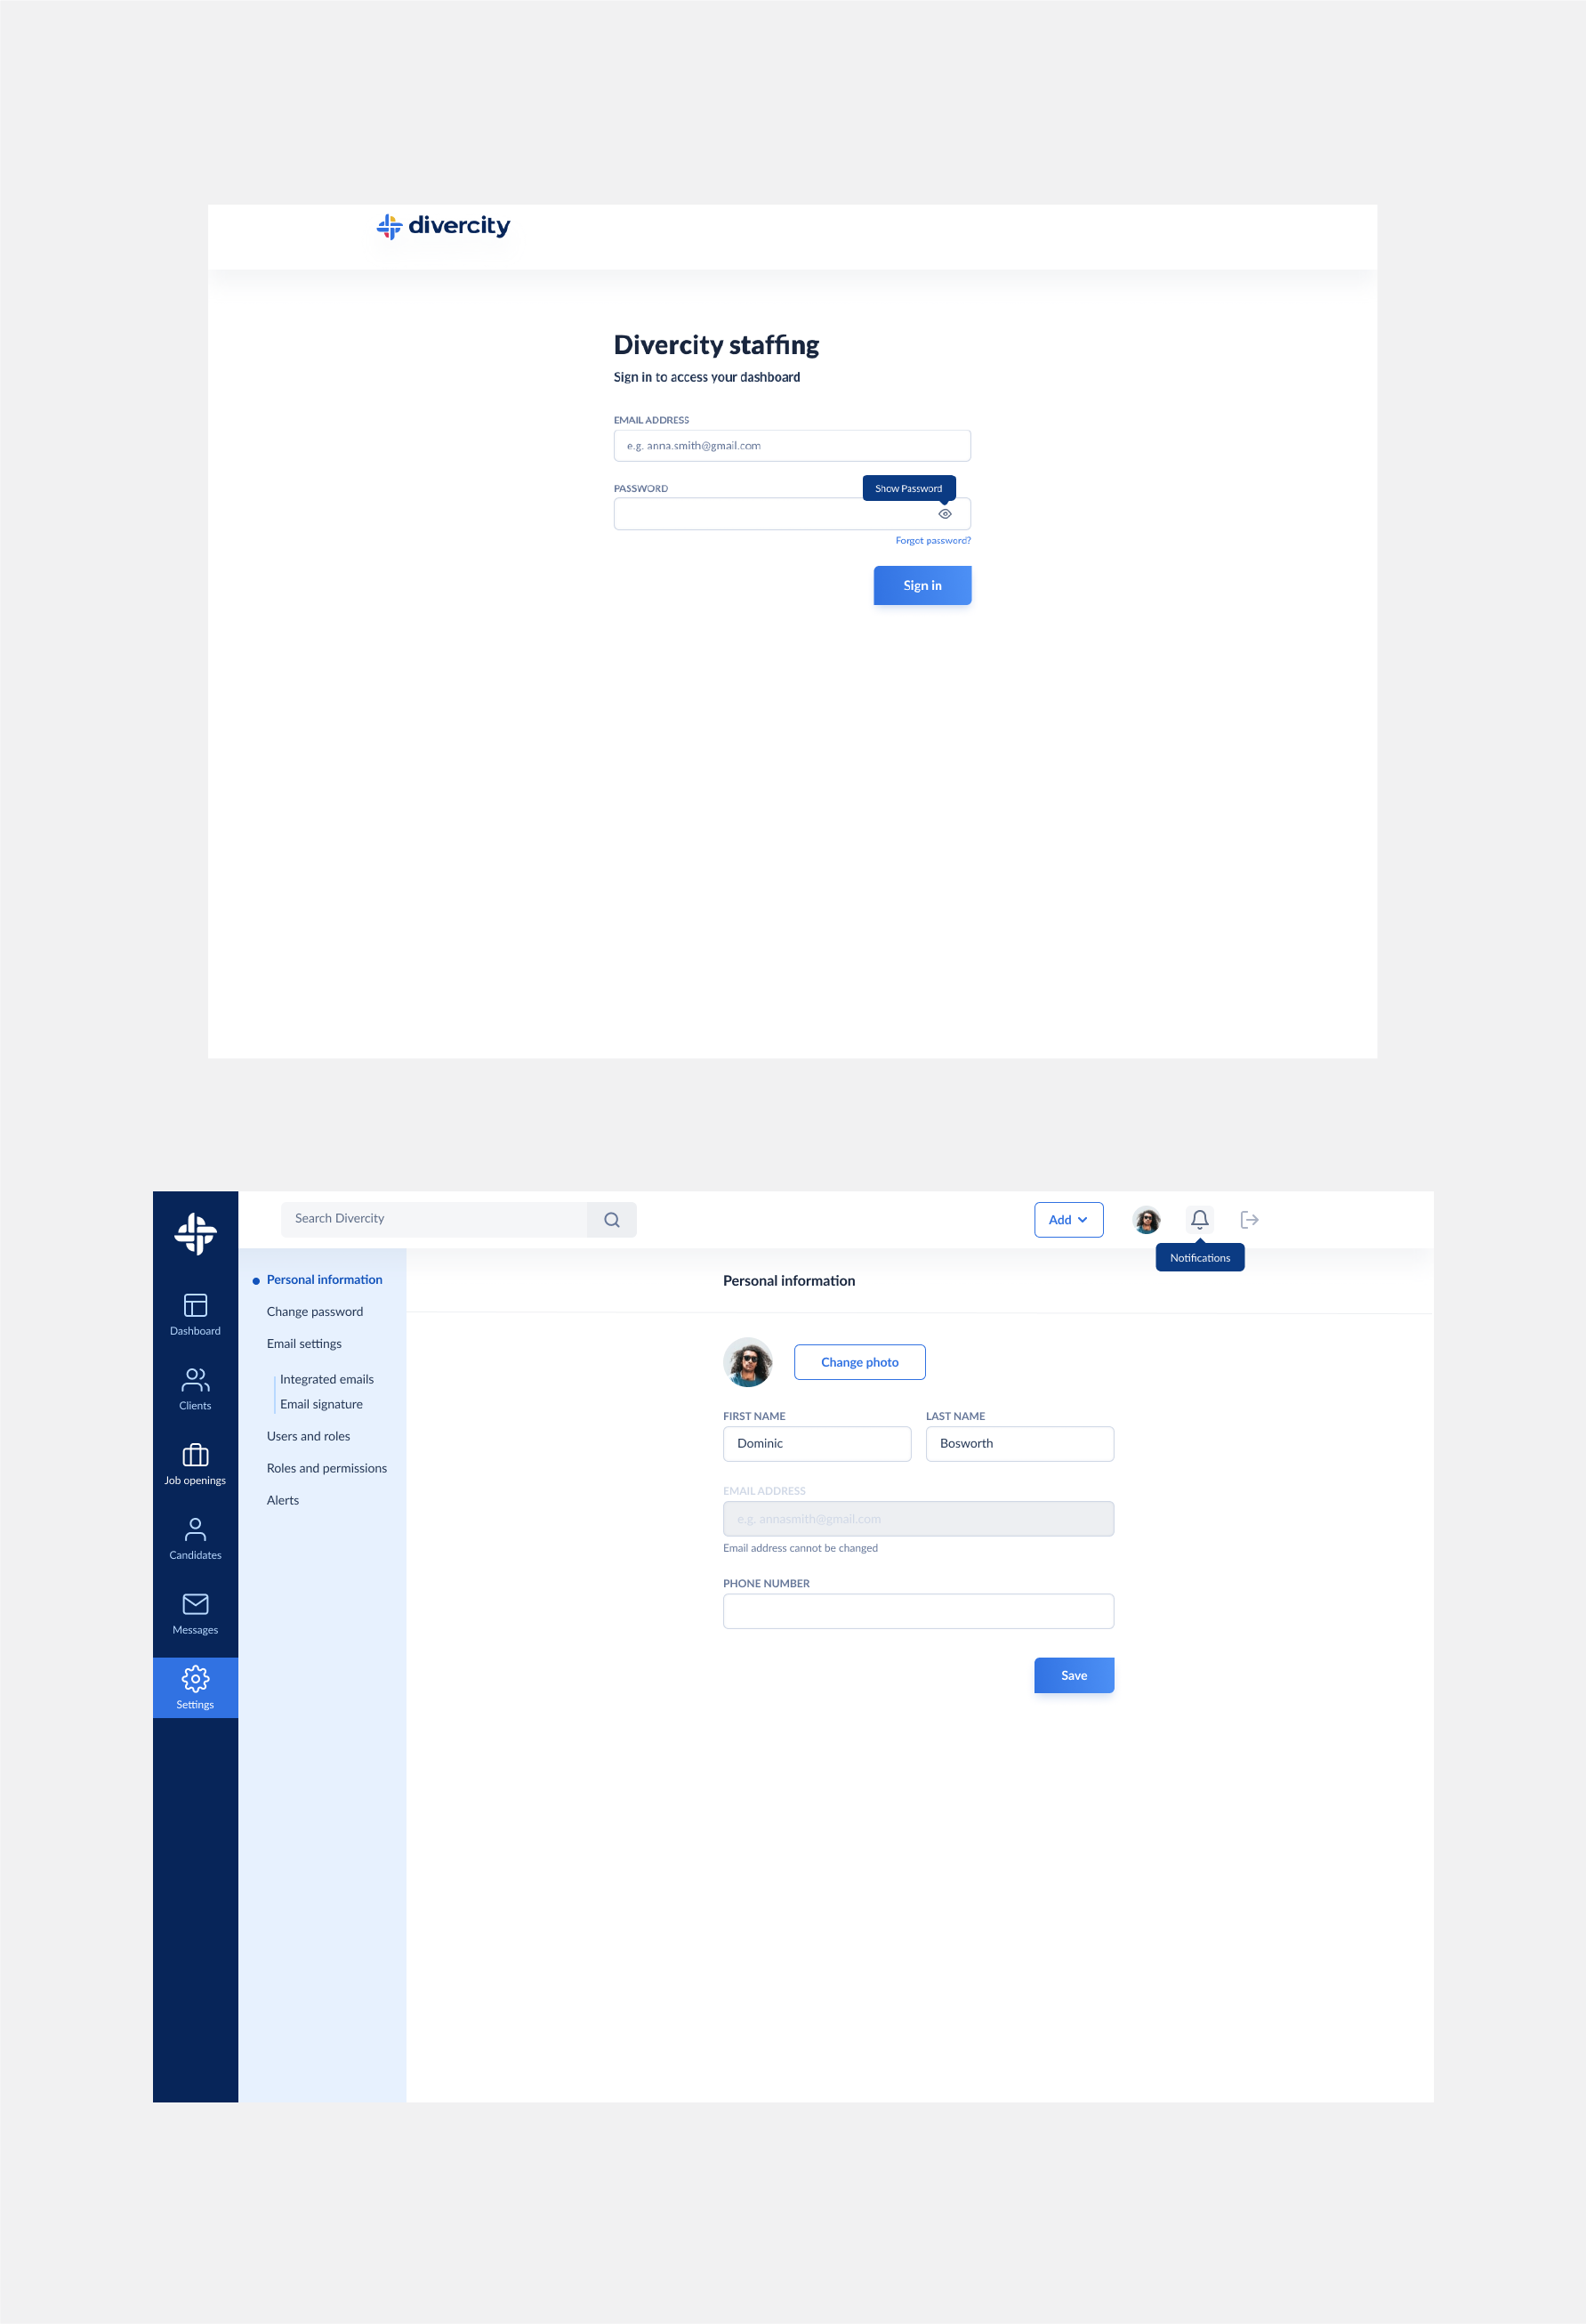 divercity
Divercity staffing
Sign in to access your dashboard
EMAIL ADDRESS
e.g. anna.smith@gmail.com
PASSWORD
Show Password
Forgot password?
Sign in
Search Divercity
Add
Notifications
Dashboard
Clients
Job openings
Candidates
Messages
Settings
Personal information
Change password
Email settings
Integrated emails
Email signature
Users and roles
Roles and permissions
Alerts
Personal information
Change photo
FIRST NAME LAST NAME
Dominic Bosworth
EMAIL ADDRESS
e.g. annasmith@gmail.com
Email address cannot be changed
PHONE NUMBER
Save